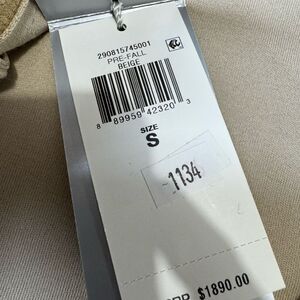 290815745001
PRE-FALL
BEIGE
8 89959 42320 3
SIZE
S
-1134
$1890.00